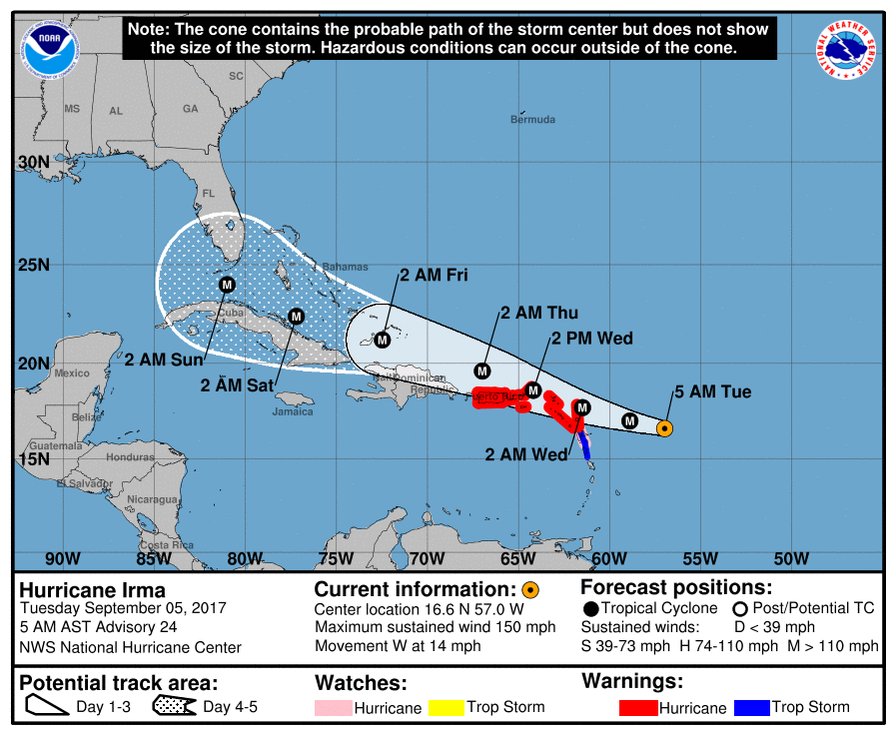 Note: The cone contains the probable path of the storm center but does not show
the size of the storm. Hazardous conditions can occur outside of the cone.
NOAA
NATIONAL WEATHER SERVICE
SC
MS
AL
GA
Bermuda
30N
FL
25N
Bahamas
2 AM Fri
2 AM Thu
Cuba
2 PM Wed
2 AM Sun
20N
Mexico
2 AM Sat
Dominican
Republic
5 AM Tue
Jamaica
Belize
Guatemala
2 AM Wed
15N
Honduras
El Salvador
Nicaragua
Costa Rica
90W
85W
80W
75W
70W
65W
60W
55W
50W
Hurricane Irma
Tuesday September 05, 2017
5 AM AST Advisory 24
NWS National Hurricane Center
Current information:
Center location 16.6 N 57.0 W
Maximum sustained wind 150 mph
Movement W at 14 mph
Forecast positions:
Tropical Cyclone
Post/Potential TC
Sustained winds: D < 39 mph
S 39-73 mph H 74-110 mph M > 110 mph
Potential track area:
Day 1-3
Day 4-5
Watches:
Hurricane
Trop Storm
Warnings:
Hurricane
Trop Storm
M
M
M
M
M
M
M